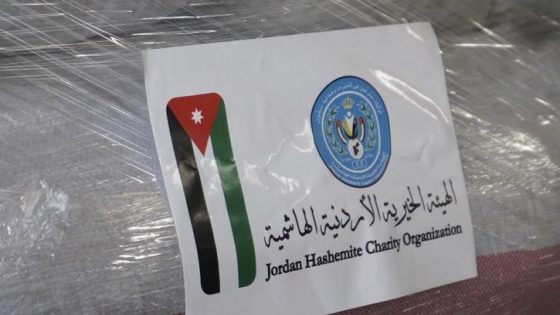 الهيئة الخيرية الأردنية الهاشمية
Jordan Hashemite Charity Organization